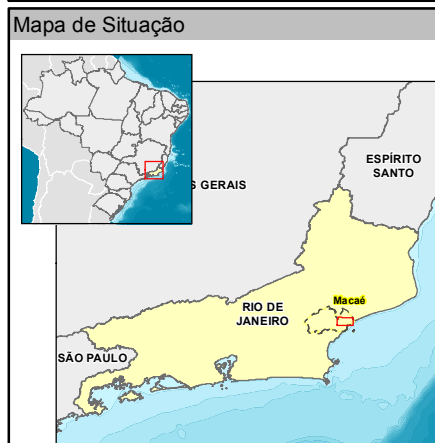 Mapa de Situação
ESPÍRITO
SANTO
S GERAIS
Macaé
RIO DE
JANEIRO
SÃO PAULO